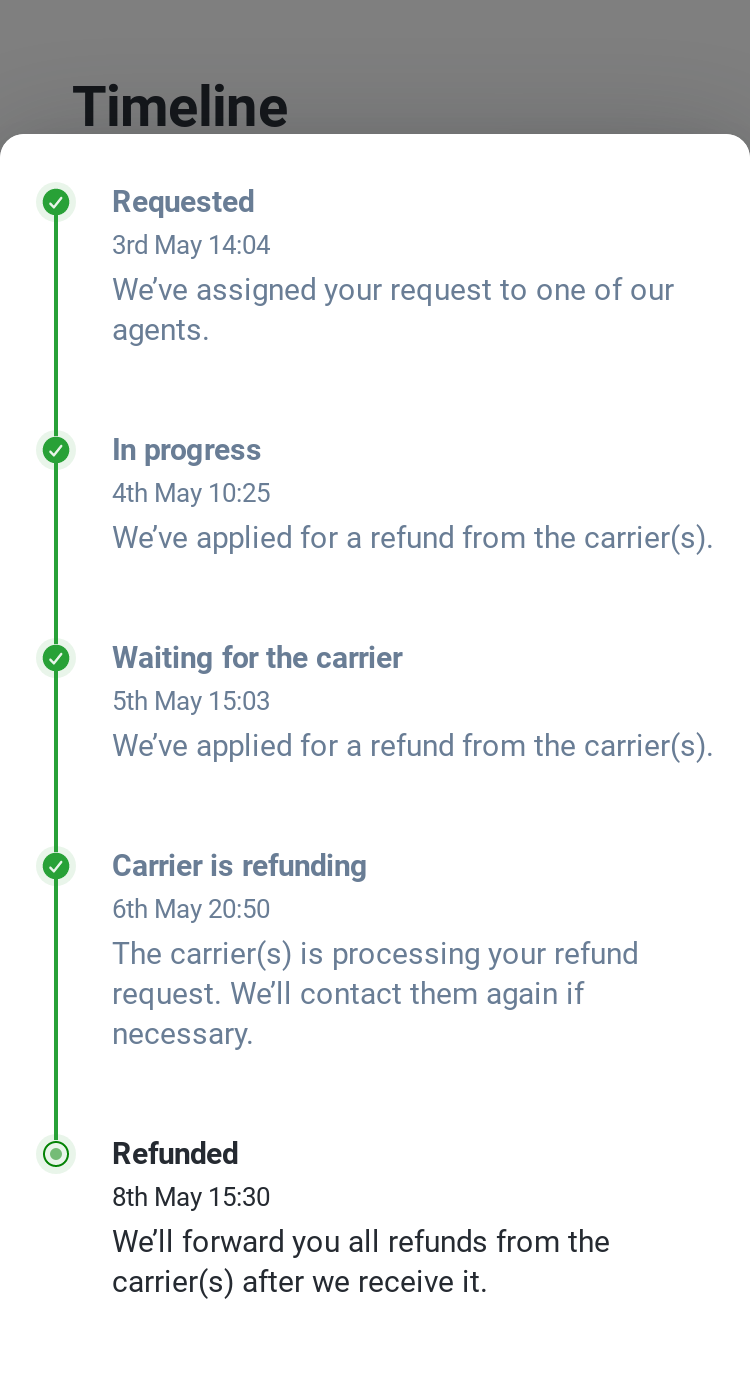 Timeline
Requested
3rd May 14:04
We’ve assigned your request to one of our
agents.
In progress
4th May 10:25
We’ve applied for a refund from the carrier(s).
Waiting for the carrier
5th May 15:03
We’ve applied for a refund from the carrier(s).
Carrier is refunding
6th May 20:50
The carrier(s) is processing your refund
request. We’ll contact them again if
necessary.
Refunded
8th May 15:30
We’ll forward you all refunds from the
carrier(s) after we receive it.